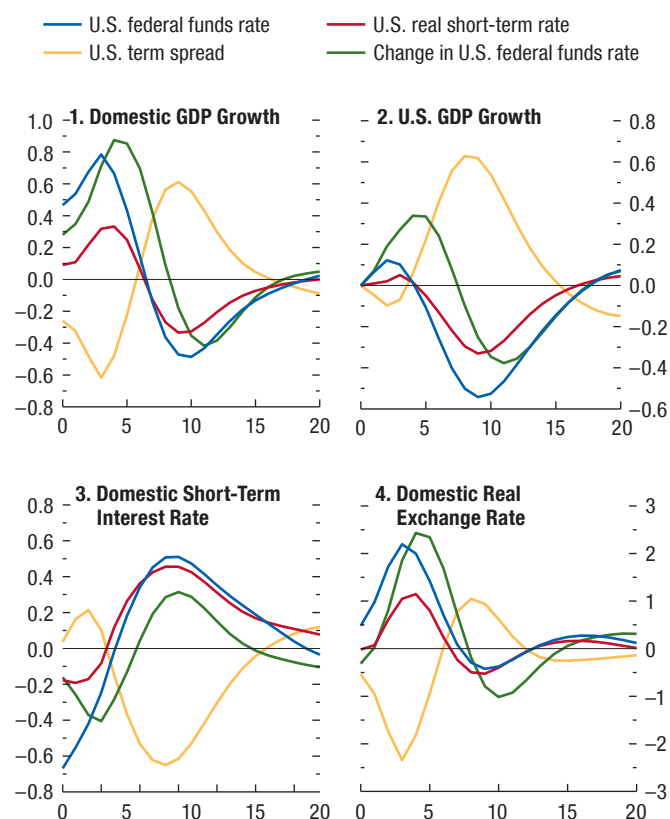 U.S. federal funds rate
U.S. real short-term rate
U.S. term spread
Change in U.S. federal funds rate
1. Domestic GDP Growth
2. U.S. GDP Growth
1.0
0.8
0.6
0.4
0.2
0.0
–0.2
–0.4
–0.6
–0.8
0.8
0.6
0.4
0.2
0.0
–0.2
–0.4
–0.6
0 5 10 15 20
0 5 10 15 20
3. Domestic Short-Term
Interest Rate
4. Domestic Real
Exchange Rate
0.8
0.6
0.4
0.2
0.0
–0.2
–0.4
–0.6
–0.8
3
2
1
0
–1
–2
–3
0 5 10 15 20
0 5 10 15 20